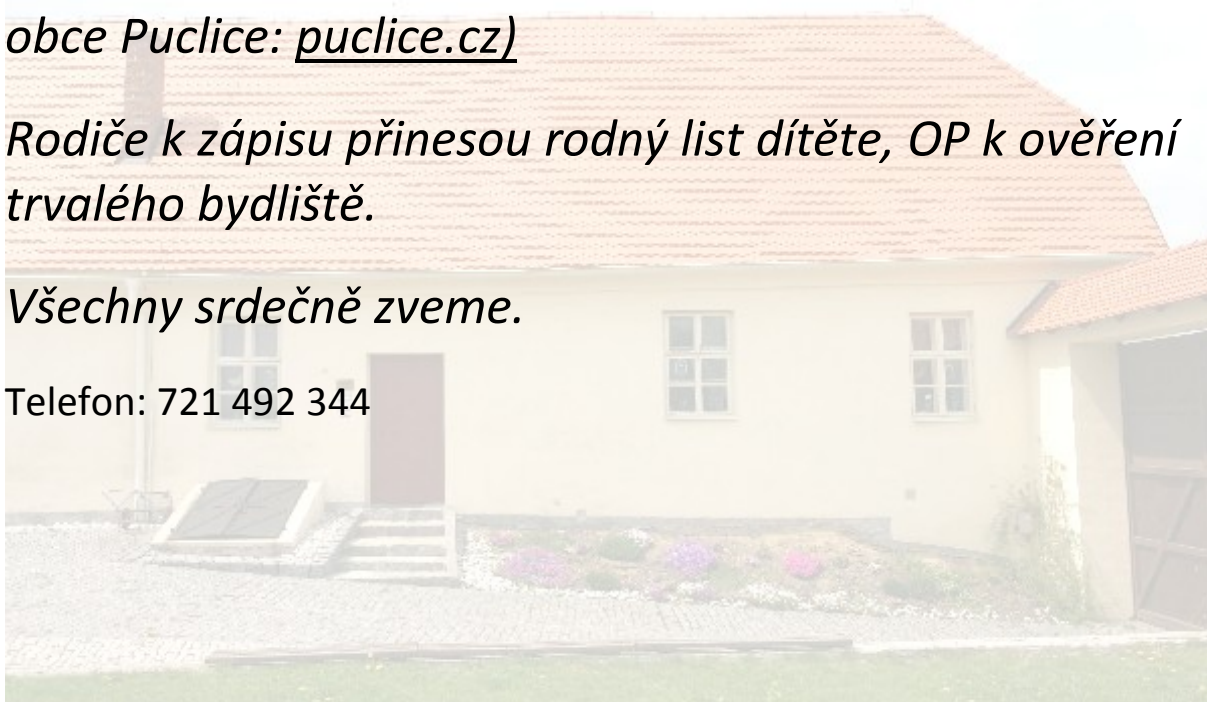 obce Puclice: puclice.cz)
Rodiče k zápisu přinesou rodný list dítěte, OP k ověření
trvalého bydliště.
Všechny srdečně zveme.
Telefon: 721 492 344